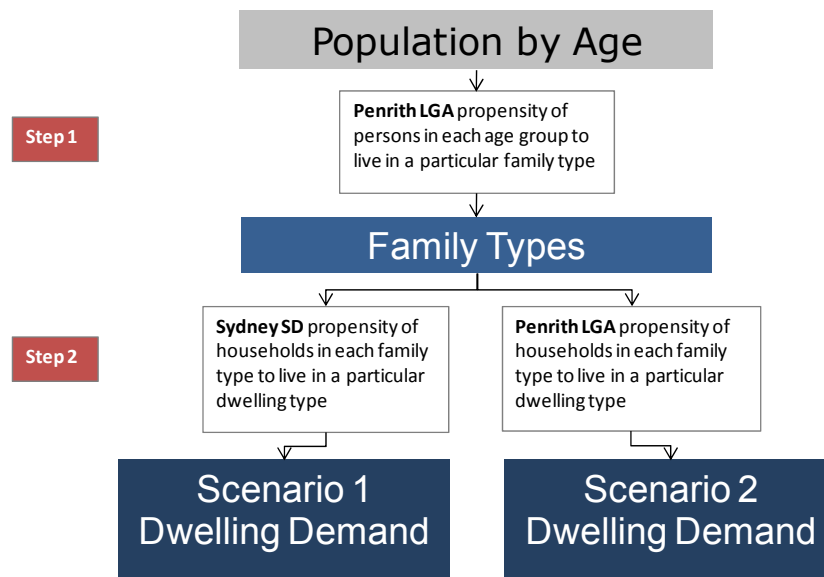 Population by Age
Step 1
Penrith LGA propensity of
persons in each age group to
live in a particular family type
Family Types
Step 2
Sydney SD propensity of
households in each family
type to live in a particular
dwelling type
Penrith LGA propensity of
households in each family
type to live in a particular
dwelling type
Scenario 1
Dwelling Demand
Scenario 2
Dwelling Demand